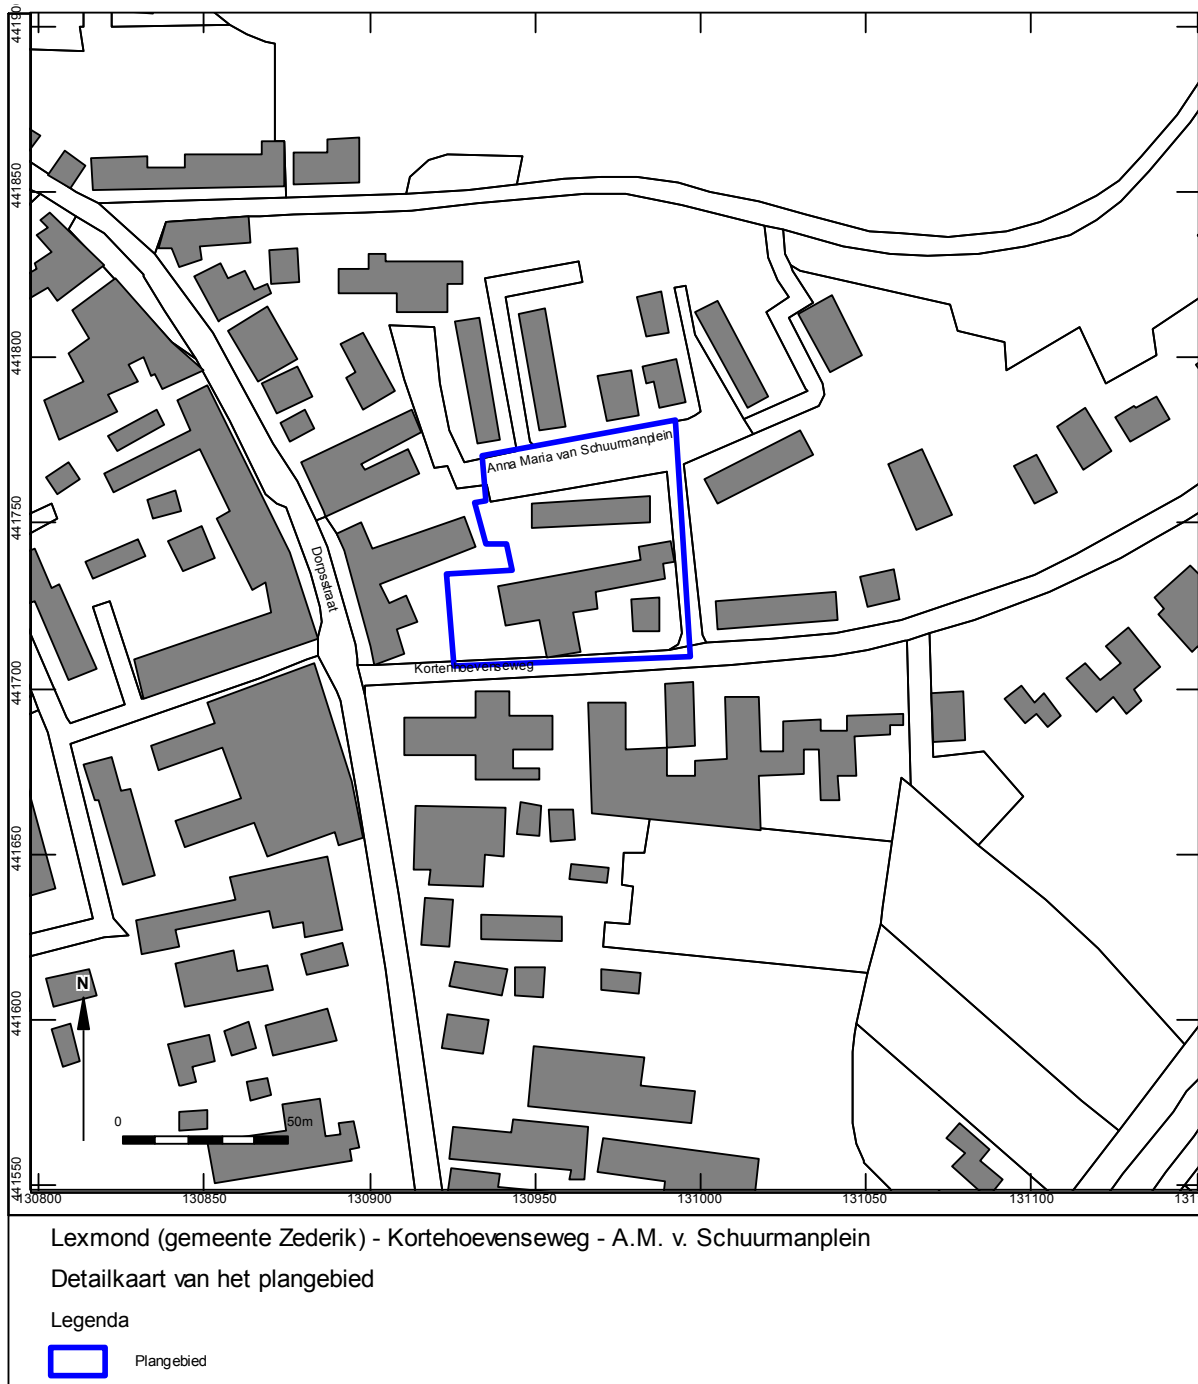 441900
441850
441800
441750
441700
441650
441600
441550
Anna Maria van Schuurmanplein
Dorpsstraat
Kortenhoevenseweg
N
0 50m
130800 130850 130900 130950 131000 131050 131100
Lexmond (gemeente Zederik) - Kortehoevenseweg - A.M. v. Schuurmanplein
Detailkaart van het plangebied
Legenda
Plangebied